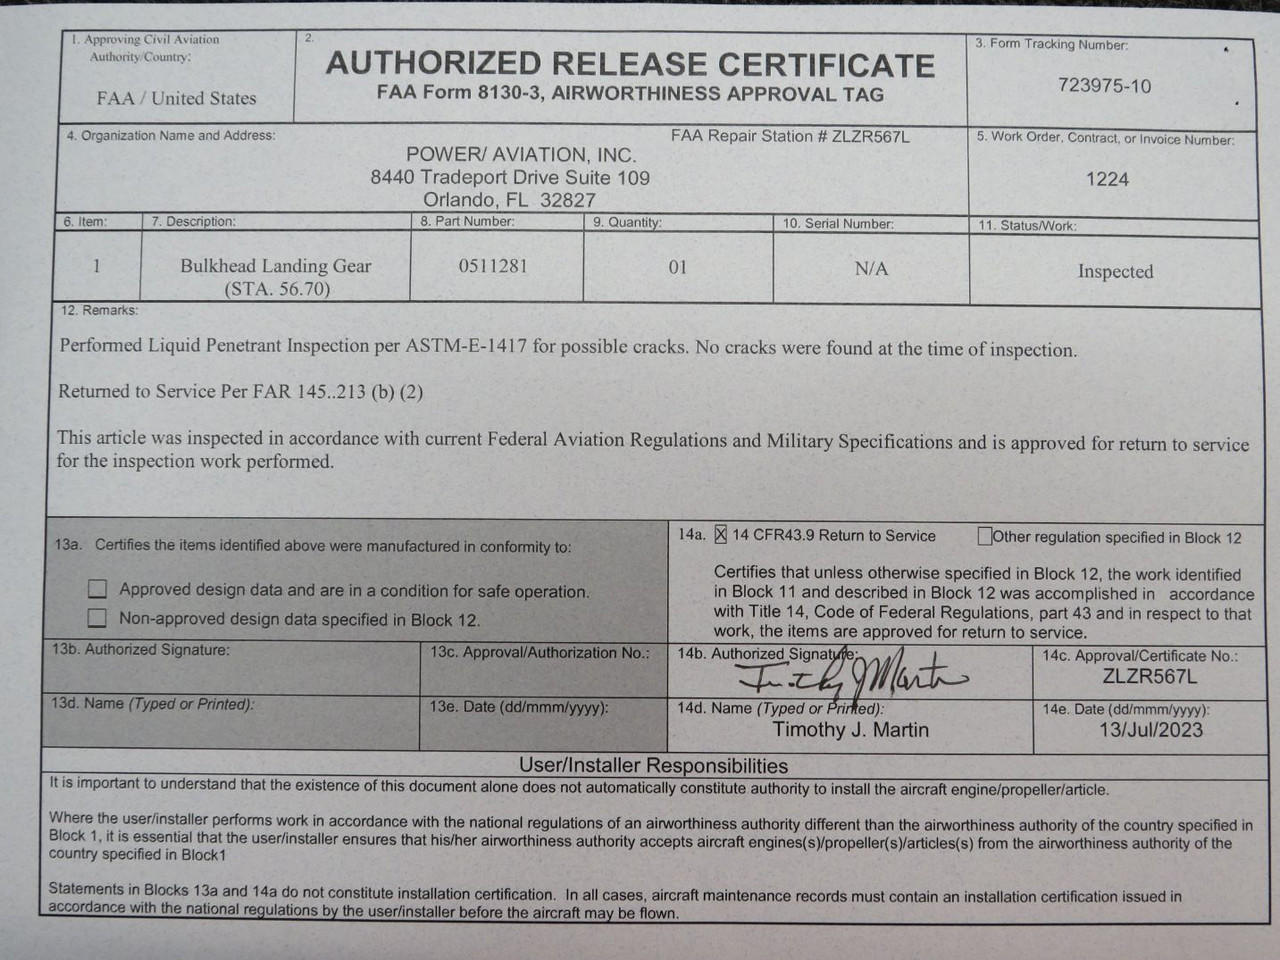 1. Approving Civil Aviation
Authority/Country:
FAA / United States
2.
AUTHORIZED RELEASE CERTIFICATE
FAA Form 8130-3, AIRWORTHINESS APPROVAL TAG
3. Form Tracking Number:
723975-10
4. Organization Name and Address:
FAA Repair Station # ZLZR567L
POWER/ AVIATION, INC.
8440 Tradeport Drive Suite 109
Orlando, FL 32827
5. Work Order, Contract, or Invoice Number:
1224
6. Item:
7. Description:
8. Part Number:
9. Quantity:
10. Serial Number:
11. Status/Work:
1
Bulkhead Landing Gear
(STA. 56.70)
0511281
01
N/A
Inspected
12. Remarks:
Performed Liquid Penetrant Inspection per ASTM-E-1417 for possible cracks. No cracks were found at the time of inspection.
Returned to Service Per FAR 145..213 (b) (2)
This article was inspected in accordance with current Federal Aviation Regulations and Military Specifications and is approved for return to service
for the inspection work performed.
13a. Certifies the items identified above were manufactured in conformity to:
Approved design data and are in a condition for safe operation.
Non-approved design data specified in Block 12.
14a. X 14 CFR43.9 Return to Service
Other regulation specified in Block 12
Certifies that unless otherwise specified in Block 12, the work identified
in Block 11 and described in Block 12 was accomplished in accordance
with Title 14, Code of Federal Regulations, part 43 and in respect to that
work, the items are approved for return to service.
13b. Authorized Signature:
13c. Approval/Authorization No.:
14b. Authorized Signature:
Timothy J Martin
14c. Approval/Certificate No.:
ZLZR567L
13d. Name (Typed or Printed):
13e. Date (dd/mmm/yyyy):
14d. Name (Typed or Printed):
Timothy J. Martin
14e. Date (dd/mmm/yyyy):
13/Jul/2023
User/Installer Responsibilities
It is important to understand that the existence of this document alone does not automatically constitute authority to install the aircraft engine/propeller/article.
Where the user/installer performs work in accordance with the national regulations of an airworthiness authority different than the airworthiness authority of the country specified in
Block 1, it is essential that the user/installer ensures that his/her airworthiness authority accepts aircraft engines(s)/propeller(s)/articles(s) from the airworthiness authority of the
country specified in Block1
Statements in Blocks 13a and 14a do not constitute installation certification. In all cases, aircraft maintenance records must contain an installation certification issued in
accordance with the national regulations by the user/installer before the aircraft may be flown.